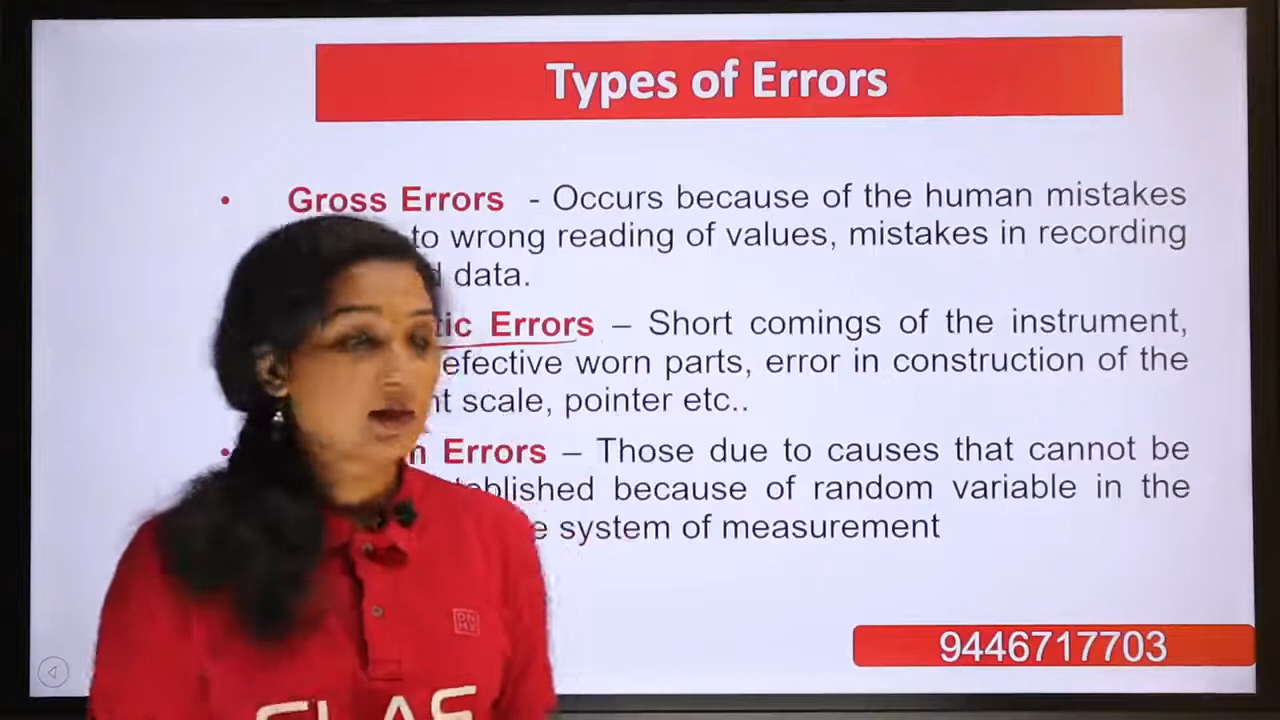 Types of Errors
Gross Errors - Occurs because of the human mistakes
to wrong reading of values, mistakes in recording
data.
Errors – Short comings of the instrument,
worn parts, error in construction of the
scale, pointer etc..
Errors – Those due to causes that cannot be
because of random variable in the
system of measurement
9446717703